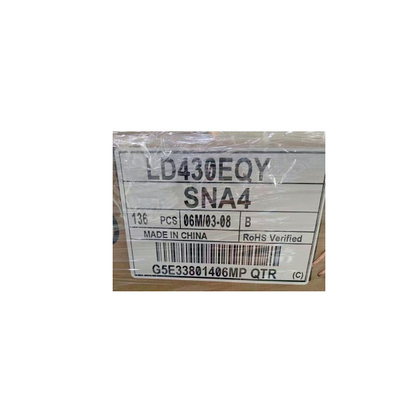 LD430EQY
SNA4
136 PCS 06M/03-08 B
MADE IN CHINA RoHS Verified
G5E33801406MP QTR (C)